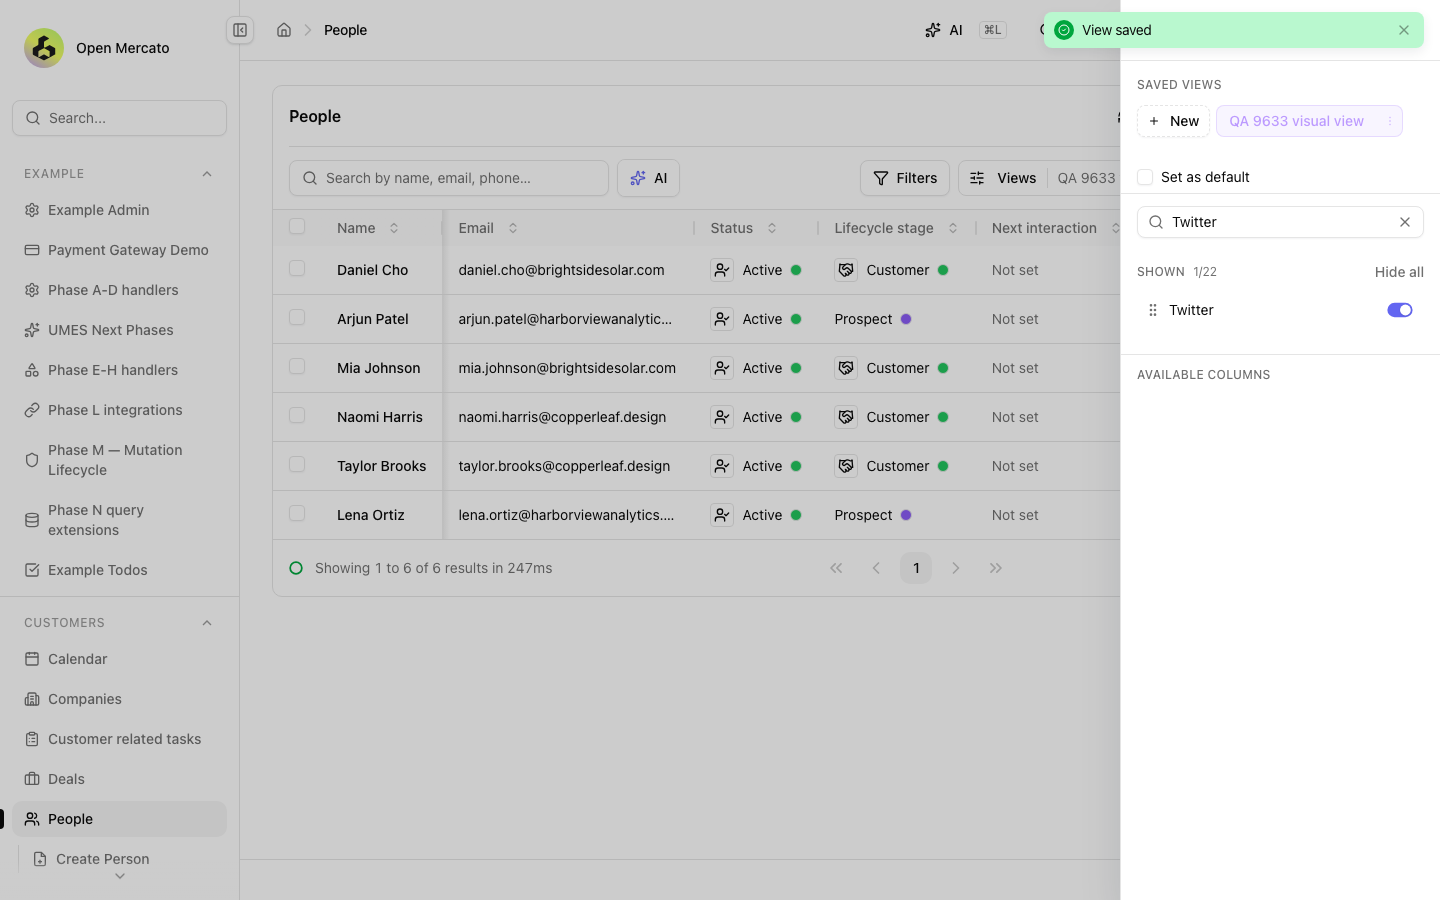 Open Mercato
Search...
EXAMPLE
Example Admin
Payment Gateway Demo
Phase A-D handlers
UMES Next Phases
Phase E-H handlers
Phase L integrations
Phase M — Mutation
Lifecycle
Phase N query
extensions
Example Todos
CUSTOMERS
Calendar
Companies
Customer related tasks
Deals
People
Create Person
People
AI
⌘L
People
Search by name, email, phone...
AI
Filters
Views
QA 9633
Name
Email
Status
Lifecycle stage
Next interaction
Daniel Cho daniel.cho@brightsidesolar.com Active Customer Not set
Arjun Patel arjun.patel@harborviewanalytic... Active Prospect Not set
Mia Johnson mia.johnson@brightsidesolar.com Active Customer Not set
Naomi Harris naomi.harris@copperleaf.design Active Customer Not set
Taylor Brooks taylor.brooks@copperleaf.design Active Customer Not set
Lena Ortiz lena.ortiz@harborviewanalytics.... Active Prospect Not set
Showing 1 to 6 of 6 results in 247ms
1
View saved
SAVED VIEWS
New
QA 9633 visual view
Set as default
Twitter
SHOWN 1/22
Hide all
Twitter
AVAILABLE COLUMNS